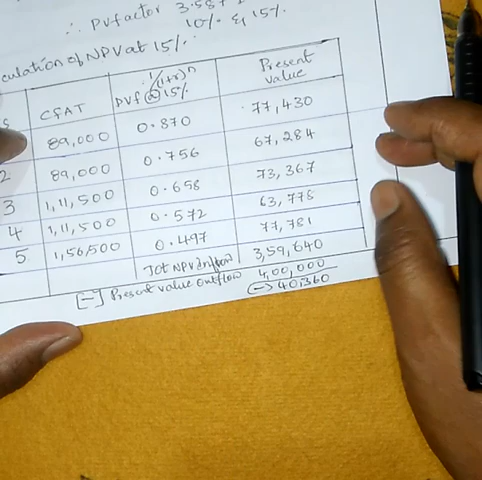 ∴ PV factor 3.58
10% & 15%
culation of NPV at 15%.
CFAT PVf @ 15% 1/(1+r)^n Present value
89,000 0.870 77,430
2 89,000 0.756 67,284
3 1,11,500 0.658 73,367
4 1,11,500 0.572 63,778
5 1,56,500 0.497 77,781
Tot NPV Inflow 3,59,640
[-] Present value outflow 4,00,000
(-) 40,360